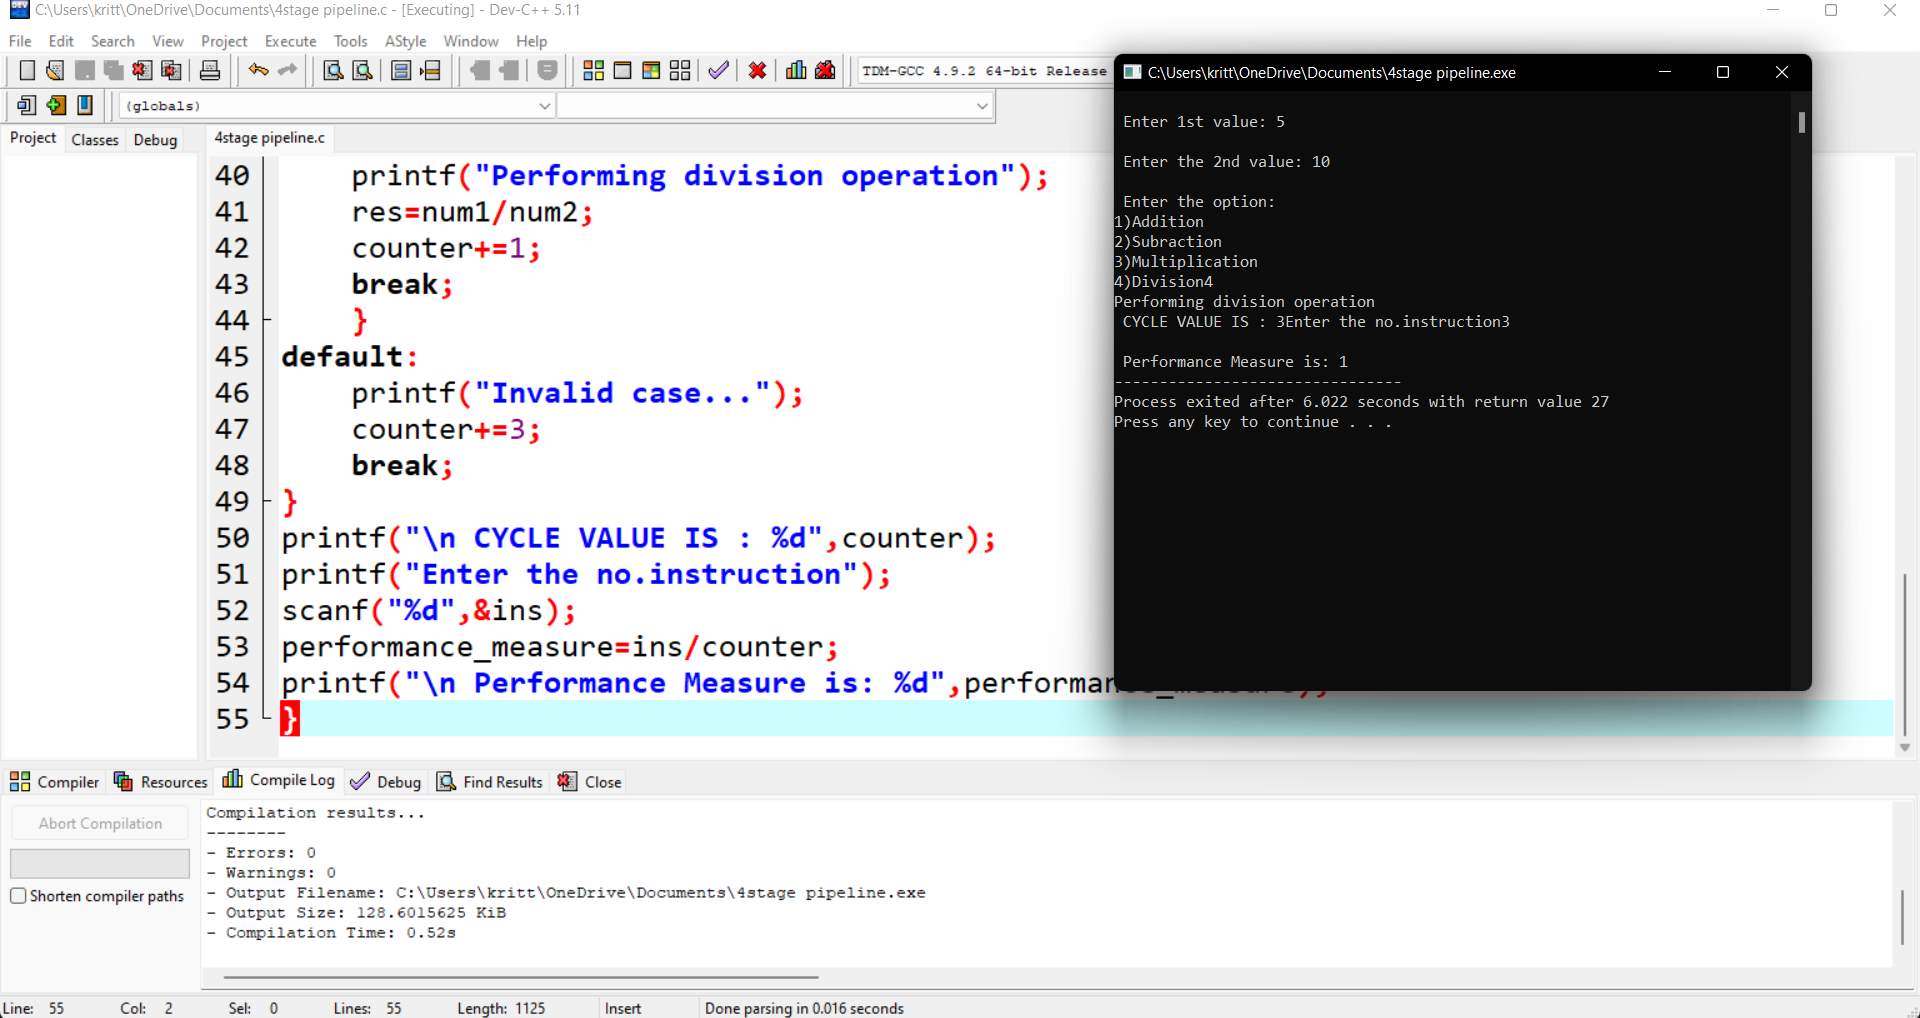 C:\Users\kritt\OneDrive\Documents\4stage pipeline.c - [Executing] - Dev-C++ 5.11
File Edit Search View Project Execute Tools AStyle Window Help
TDM-GCC 4.9.2 64-bit Release
(globals)
Project Classes Debug
4stage pipeline.c
40 printf("Performing division operation");
41 res=num1/num2;
42 counter+=1;
43 break;
44 }
45 default:
46 printf("Invalid case...");
47 counter+=3;
48 break;
49 }
50 printf("\n CYCLE VALUE IS : %d",counter);
51 printf("Enter the no.instruction");
52 scanf("%d",&ins);
53 performance_measure=ins/counter;
54 printf("\n Performance Measure is: %d",performan
55 }
C:\Users\kritt\OneDrive\Documents\4stage pipeline.exe
Enter 1st value: 5
Enter the 2nd value: 10
Enter the option:
1)Addition
2)Subraction
3)Multiplication
4)Division4
Performing division operation
CYCLE VALUE IS : 3Enter the no.instruction3
Performance Measure is: 1
--------------------------------
Process exited after 6.022 seconds with return value 27
Press any key to continue . . .
Compiler Resources Compile Log Debug Find Results Close
Abort Compilation
Shorten compiler paths
Compilation results...
--------
- Errors: 0
- Warnings: 0
- Output Filename: C:\Users\kritt\OneDrive\Documents\4stage pipeline.exe
- Output Size: 128.6015625 KiB
- Compilation Time: 0.52s
Line: 55 Col: 2 Sel: 0 Lines: 55 Length: 1125 Insert Done parsing in 0.016 seconds